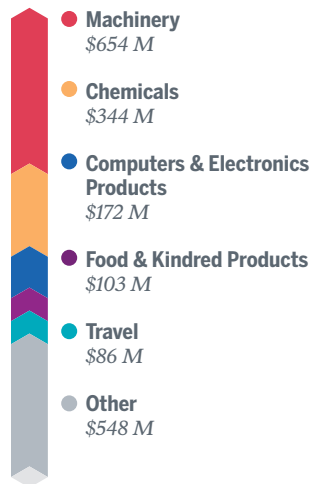 Machinery
$654 M
Chemicals
$344 M
Computers & Electronics
Products
$172 M
Food & Kindred Products
$103 M
Travel
$86 M
Other
$548 M